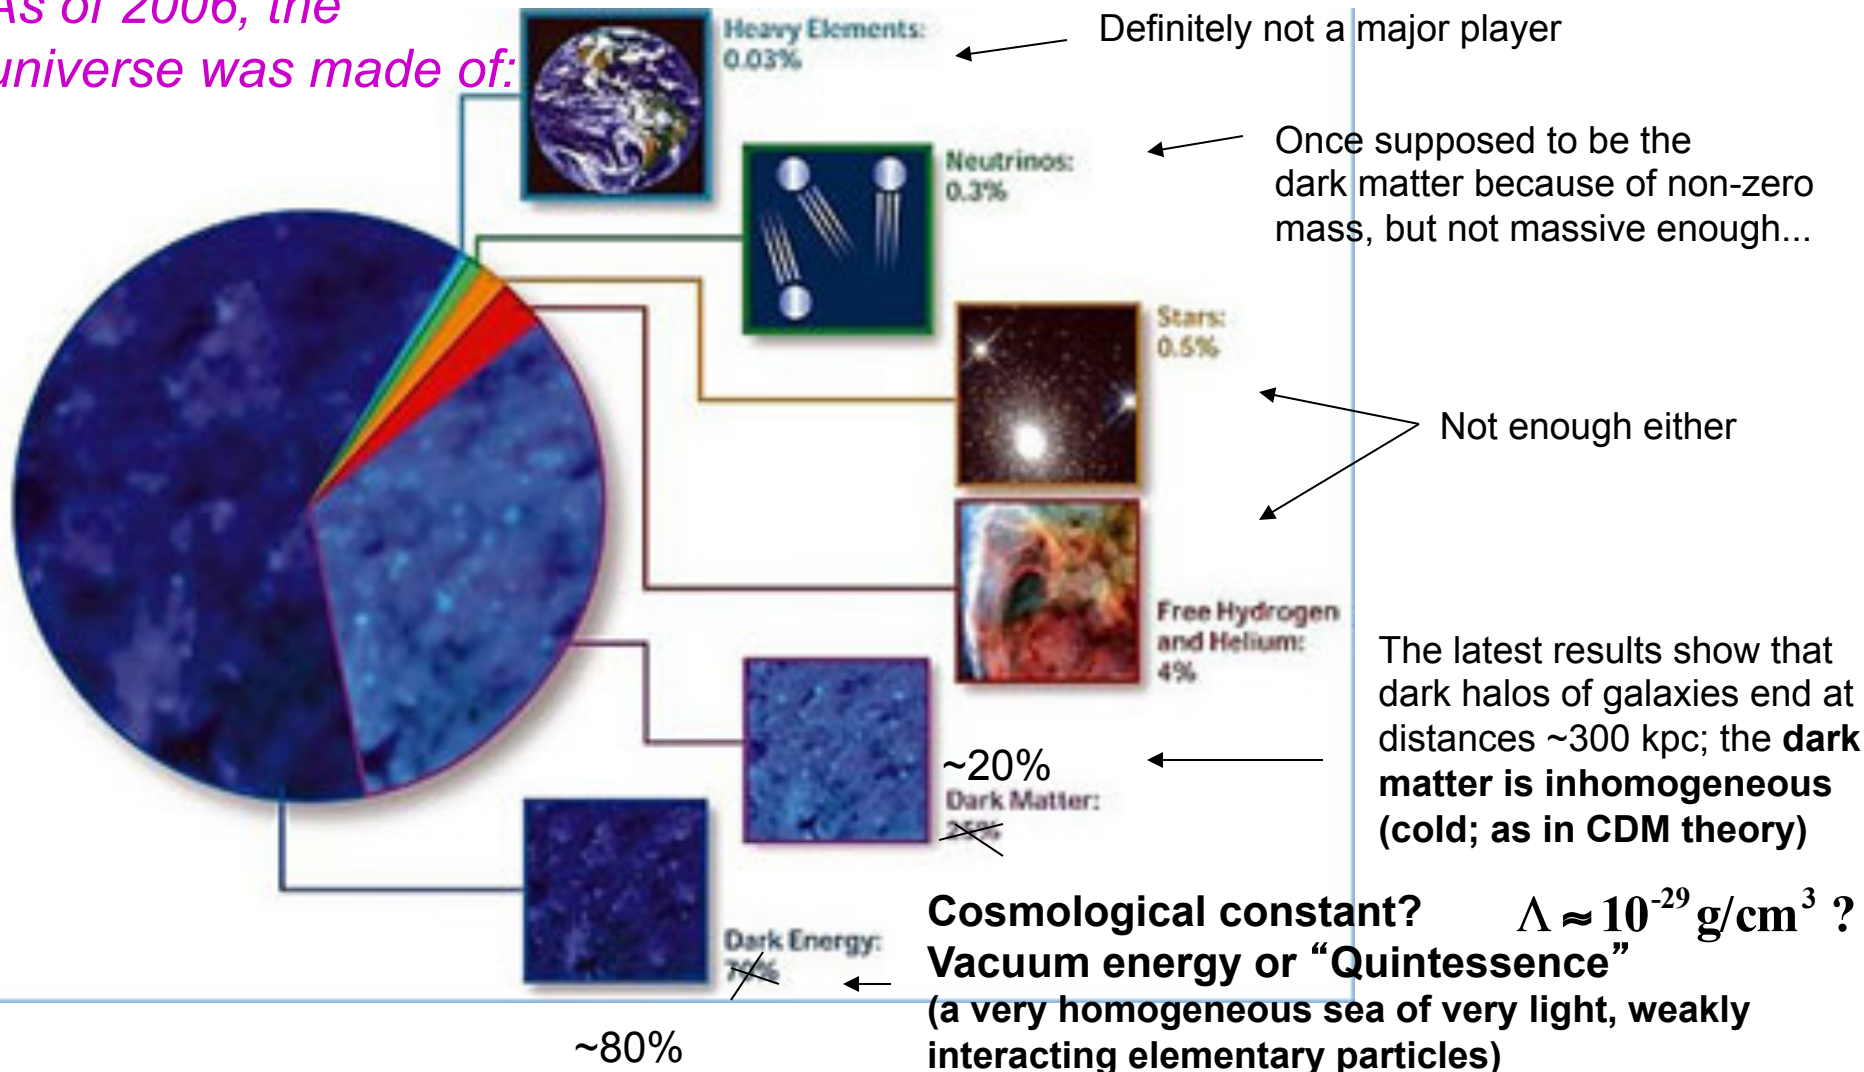 As of 2006, the
universe was made of:
Heavy Elements:
0.03%
Definitely not a major player
Neutrinos:
0.3%
Once supposed to be the
dark matter because of non-zero
mass, but not massive enough...
Stars:
0.5%
Not enough either
Free Hydrogen
and Helium:
4%
The latest results show that
dark halos of galaxies end at
distances ~300 kpc; the dark
matter is inhomogeneous
(cold; as in CDM theory)
~20%
Dark Matter:
25%
Dark Energy:
70%
~80%
Cosmological constant?
Λ ≈ 10⁻²⁹ g/cm³ ?
Vacuum energy or “Quintessence”
(a very homogeneous sea of very light, weakly
interacting elementary particles)